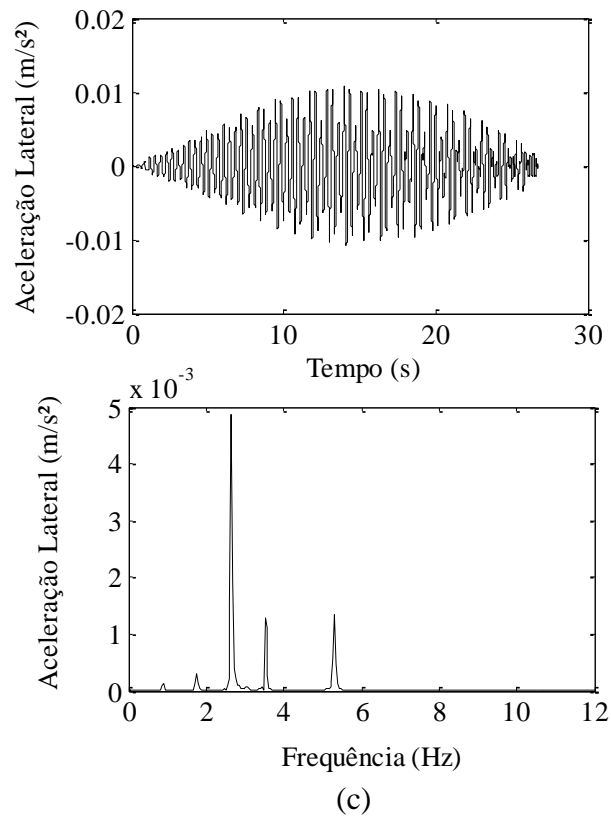 0.02
0.01
0
-0.01
-0.02
Aceleração Lateral (m/s²)
0 10 20 30
Tempo (s)
x 10⁻³
5
4
3
2
1
0
Aceleração Lateral (m/s²)
0 2 4 6 8 10 12
Frequência (Hz)
(c)